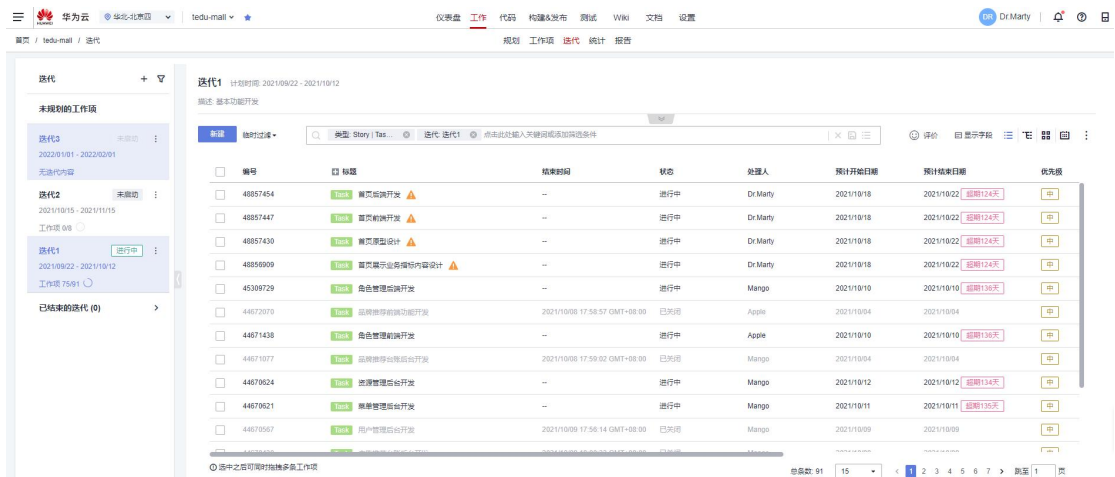 HUAWEI 华为云 华北-北京四 tedu-mall 仪表盘 工作 代码 构建&发布 测试 Wiki 文档 设置 DR Dr.Marty
首页 / tedu-mall / 迭代 规划 工作项 迭代 统计 报告
迭代 +
未规划的工作项
迭代3 未启动
2022/01/01 - 2022/02/01
无迭代内容
迭代2 未启动
2021/10/15 - 2021/11/15
工作项 0/8
迭代1 进行中
2021/09/22 - 2021/10/12
工作项 75/91
已结束的迭代 (0)
迭代1 计划时间: 2021/09/22 - 2021/10/12
描述: 基本功能开发
新建 临时过滤 类型: Story | Tas... 迭代: 迭代1 点击此处输入关键词或添加筛选条件 评价 显示字段
编号 标题 结束时间 状态 处理人 预计开始日期 预计结束日期 优先级
48857454 Task 首页后端开发 -- 进行中 Dr.Marty 2021/10/18 2021/10/22 超期124天 中
48857447 Task 首页前端开发 -- 进行中 Dr.Marty 2021/10/18 2021/10/22 超期124天 中
48857430 Task 首页原型设计 -- 进行中 Dr.Marty 2021/10/18 2021/10/22 超期124天 中
48856909 Task 首页展示业务指标内容设计 -- 进行中 Dr.Marty 2021/10/18 2021/10/22 超期124天 中
45309729 Task 角色管理后端开发 -- 进行中 Mango 2021/10/10 2021/10/10 超期136天 中
44672070 Task 品牌推荐前端功能开发 2021/10/08 17:58:57 GMT+08:00 已关闭 Apple 2021/10/04 2021/10/04 中
44671438 Task 角色管理前端开发 -- 进行中 Apple 2021/10/10 2021/10/10 超期136天 中
44671077 Task 品牌推荐台账后台开发 2021/10/08 17:59:02 GMT+08:00 已关闭 Mango 2021/10/04 2021/10/04 中
44670624 Task 资源管理后台开发 -- 进行中 Mango 2021/10/12 2021/10/12 超期134天 中
44670621 Task 菜单管理后台开发 -- 进行中 Mango 2021/10/11 2021/10/11 超期135天 中
44670567 Task 用户管理后台开发 2021/10/09 17:56:14 GMT+08:00 已关闭 Mango 2021/10/09 2021/10/09 中
选中之后可同时拖拽多条工作项
总条数: 91 15 < 1 2 3 4 5 6 7 > 跳至 1 页